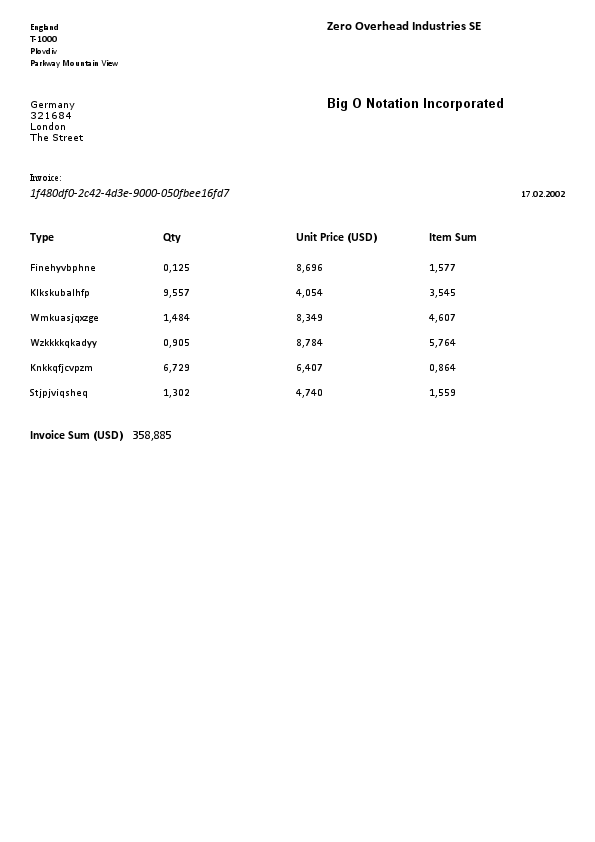 England
T-1000
Plovdiv
Parkway Mountain View
Zero Overhead Industries SE
Germany
321684
London
The Street
Big O Notation Incorporated
Invoice:
1f480df0-2c42-4d3e-9000-050fbee16fd7 17.02.2002
Type Qty Unit Price (USD) Item Sum
Finehyvbphne 0,125 8,696 1,577
Klkskubalhfp 9,557 4,054 3,545
Wmkuasjqxzge 1,484 8,349 4,607
Wzkkkkqkadyy 0,905 8,784 5,764
Knkkqfjcvpzm 6,729 6,407 0,864
Stjpjviqsheq 1,302 4,740 1,559
Invoice Sum (USD) 358,885